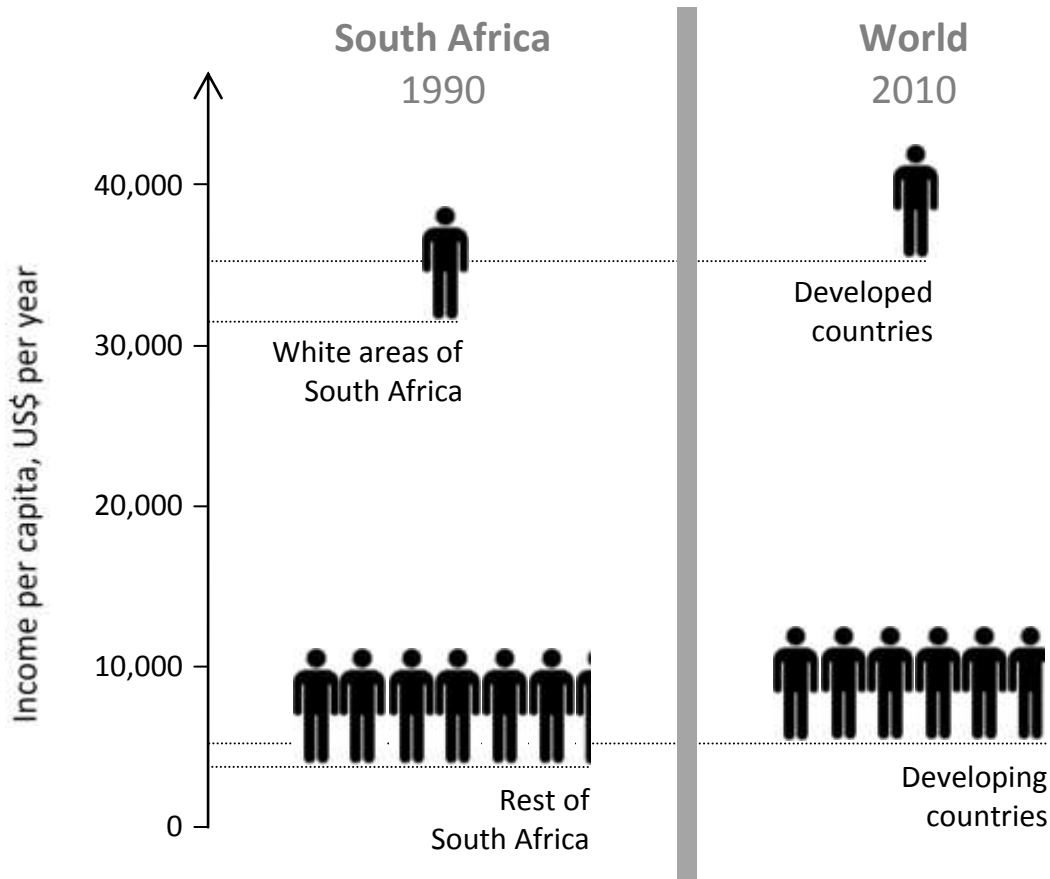 South Africa
1990
World
2010
Income per capita, US$ per year
40,000
30,000
20,000
10,000
0
White areas of
South Africa
Developed
countries
Rest of
South Africa
Developing
countries